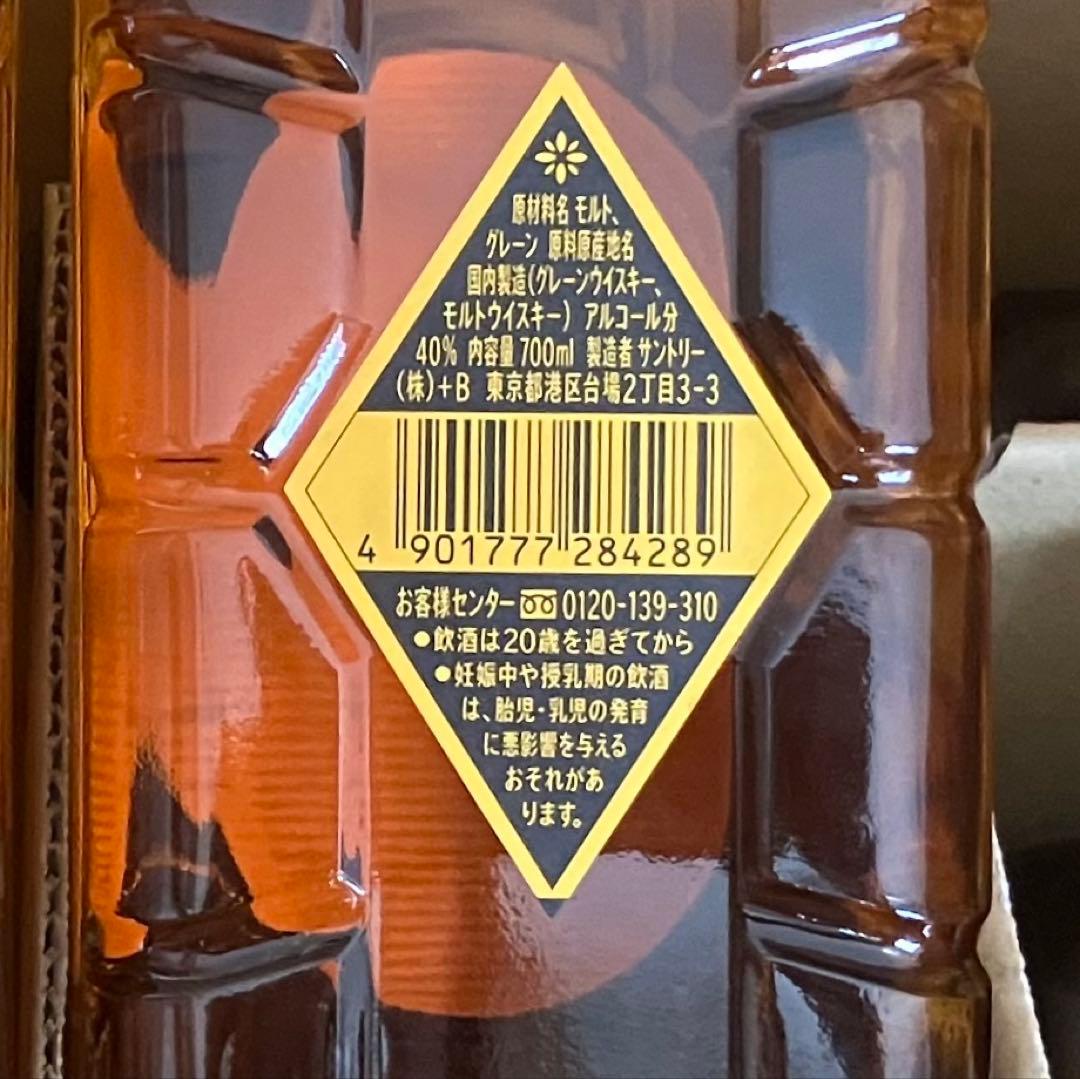 原材料名 モルト、
グレーン 原料原産地名
国内製造(グレーンウイスキー、
モルトウイスキー) アルコール分
40% 内容量 700ml 製造者 サントリー
(株)+B 東京都港区台場2丁目3-3
4 901777 284289
お客様センター 0120-139-310
●飲酒は20歳を過ぎてから
●妊娠中や授乳期の飲酒
は、胎児・乳児の発育
に悪影響を与える
おそれがあ
ります。